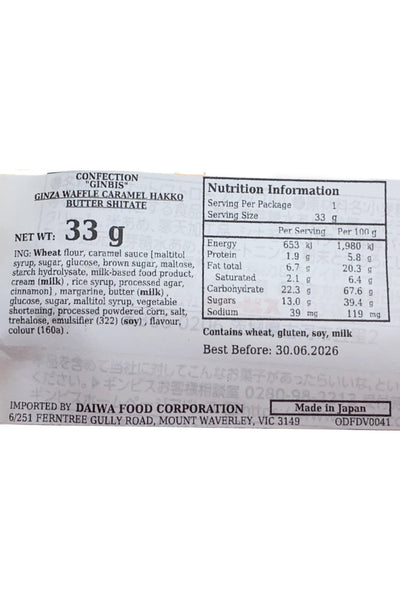 CONFECTION
"GINBIS"
GINZA WAFFLE CARAMEL HAKKO
BUTTER SHITATE
NET WT: 33 g
ING: Wheat flour, caramel sauce [maltitol
syrup, sugar, glucose, brown sugar, maltose,
starch hydrolysate, milk-based food product,
cream (milk) , rice syrup, processed agar,
cinnamon] , margarine, butter (milk) ,
glucose, sugar, maltitol syrup, vegetable
shortening, processed powdered corn, salt,
trehalose, emulsifier (322) (soy) , flavour,
colour (160a) .
Nutrition Information
Serving Per Package 1
Serving Size 33 g
Per Serving Per 100 g
Energy 653 kJ 1,980 kJ
Protein 1.9 g 5.8 g
Fat total 6.7 g 20.3 g
Saturated 2.1 g 6.4 g
Carbohydrate 22.3 g 67.6 g
Sugars 13.0 g 39.4 g
Sodium 39 mg 119 mg
Contains wheat, gluten, soy, milk
Best Before: 30.06.2026
IMPORTED BY DAIWA FOOD CORPORATION
Made in Japan
6/251 FERNTREE GULLY ROAD, MOUNT WAVERLEY, VIC 3149 ODFDV0041